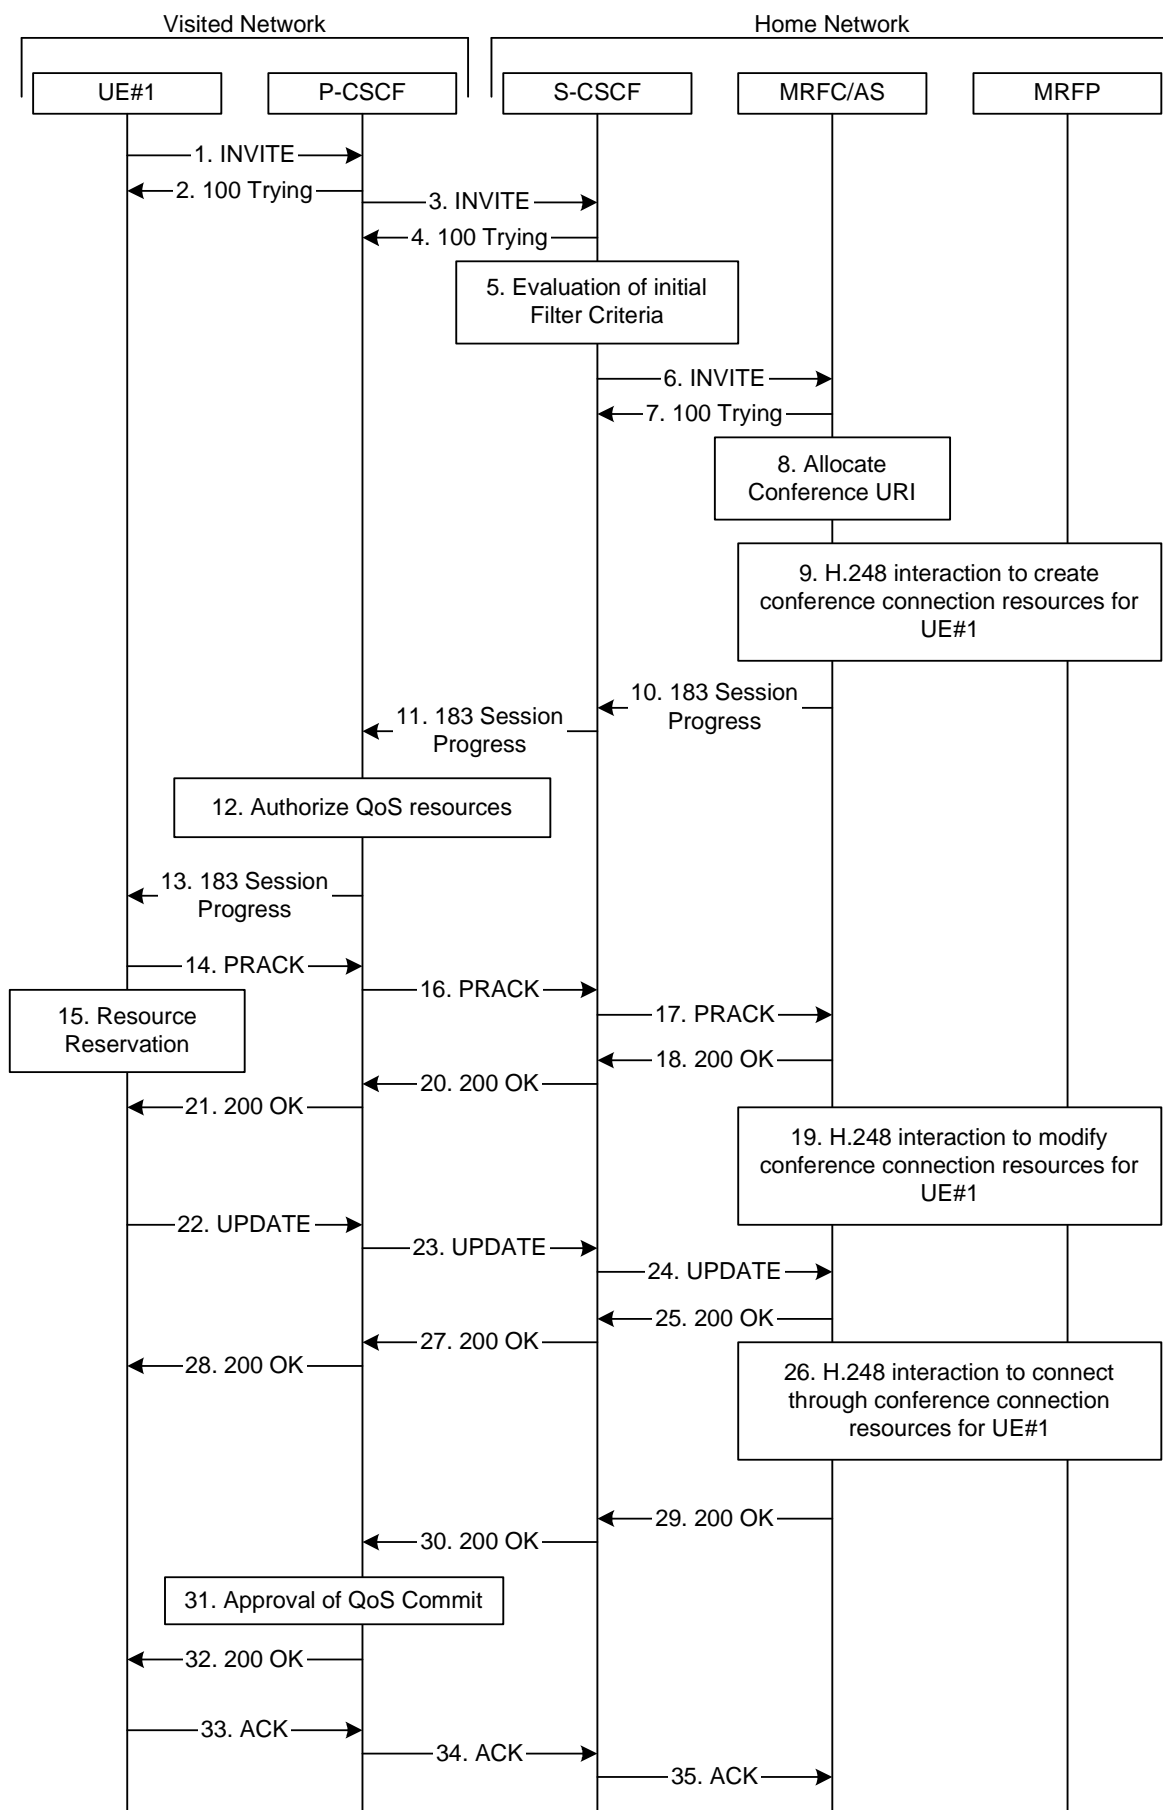 Visited Network
Home Network
UE#1
P-CSCF
S-CSCF
MRFC/AS
MRFP
1. INVITE
2. 100 Trying
3. INVITE
4. 100 Trying
5. Evaluation of initial
Filter Criteria
6. INVITE
7. 100 Trying
8. Allocate
Conference URI
9. H.248 interaction to create
conference connection resources for
UE#1
10. 183 Session
Progress
11. 183 Session
Progress
12. Authorize QoS resources
13. 183 Session
Progress
14. PRACK
15. Resource
Reservation
16. PRACK
17. PRACK
18. 200 OK
20. 200 OK
21. 200 OK
19. H.248 interaction to modify
conference connection resources for
UE#1
22. UPDATE
23. UPDATE
24. UPDATE
25. 200 OK
27. 200 OK
28. 200 OK
26. H.248 interaction to connect
through conference connection
resources for UE#1
29. 200 OK
30. 200 OK
31. Approval of QoS Commit
32. 200 OK
33. ACK
34. ACK
35. ACK